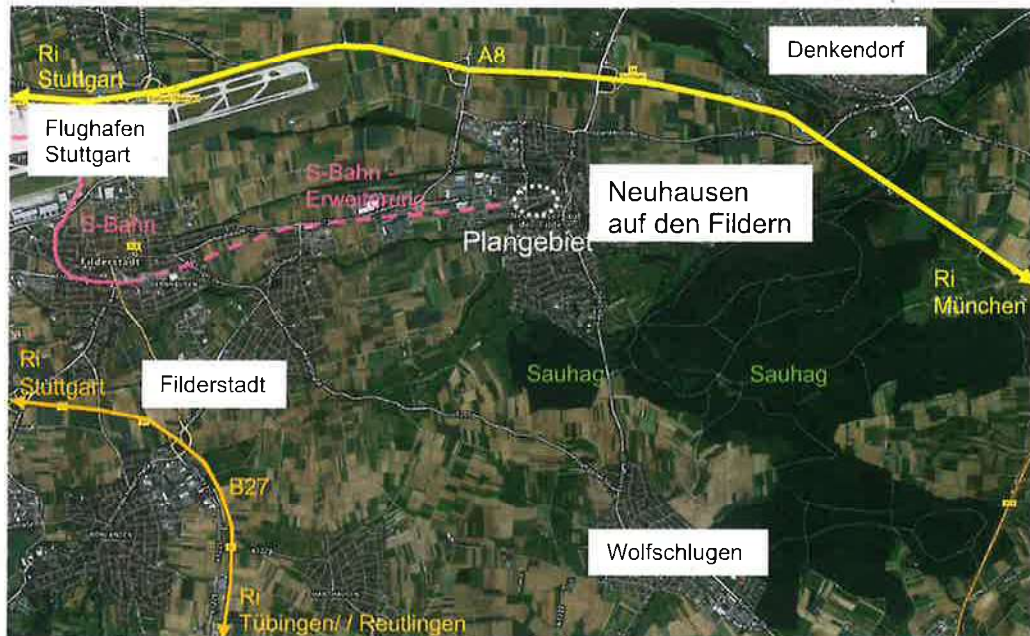 Ri
Stuttgart
A8
Denkendorf
Flughafen
Stuttgart
S-Bahn -
Erweiterung
S-Bahn
Neuhausen
auf den Fildern
Plangebiet
Filderstadt
Ri
München
Ri
Stuttgart
Filderstadt
Sauhag
Sauhag
B27
Wolfschlugen
Ri
Tübingen/ / Reutlingen